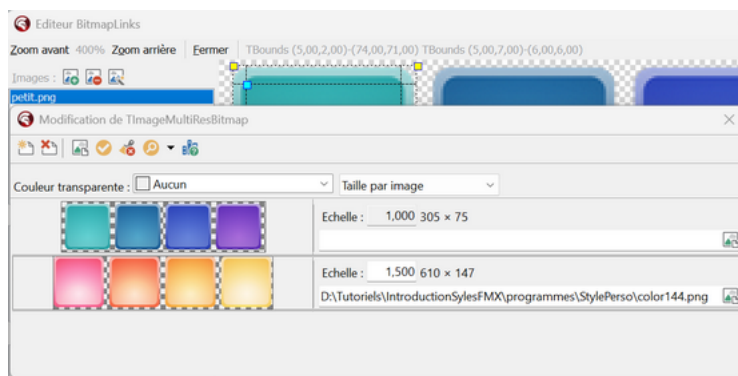 Editeur BitmapLinks
Zoom avant 400% Zoom arrière Eermer TBounds (5,00,2,00)-(74,00,71,00) TBounds (5,00,7,00)-(6,00,6,00)
Images :
petit.png
Modification de TImageMultiResBitmap
Couleur transparente : Aucun Taille par image
Echelle : 1,000 305 × 75
Echelle : 1,500 610 × 147
D:\Tutoriels\IntroductionSylesFMX\programmes\StylePerso\color144.png